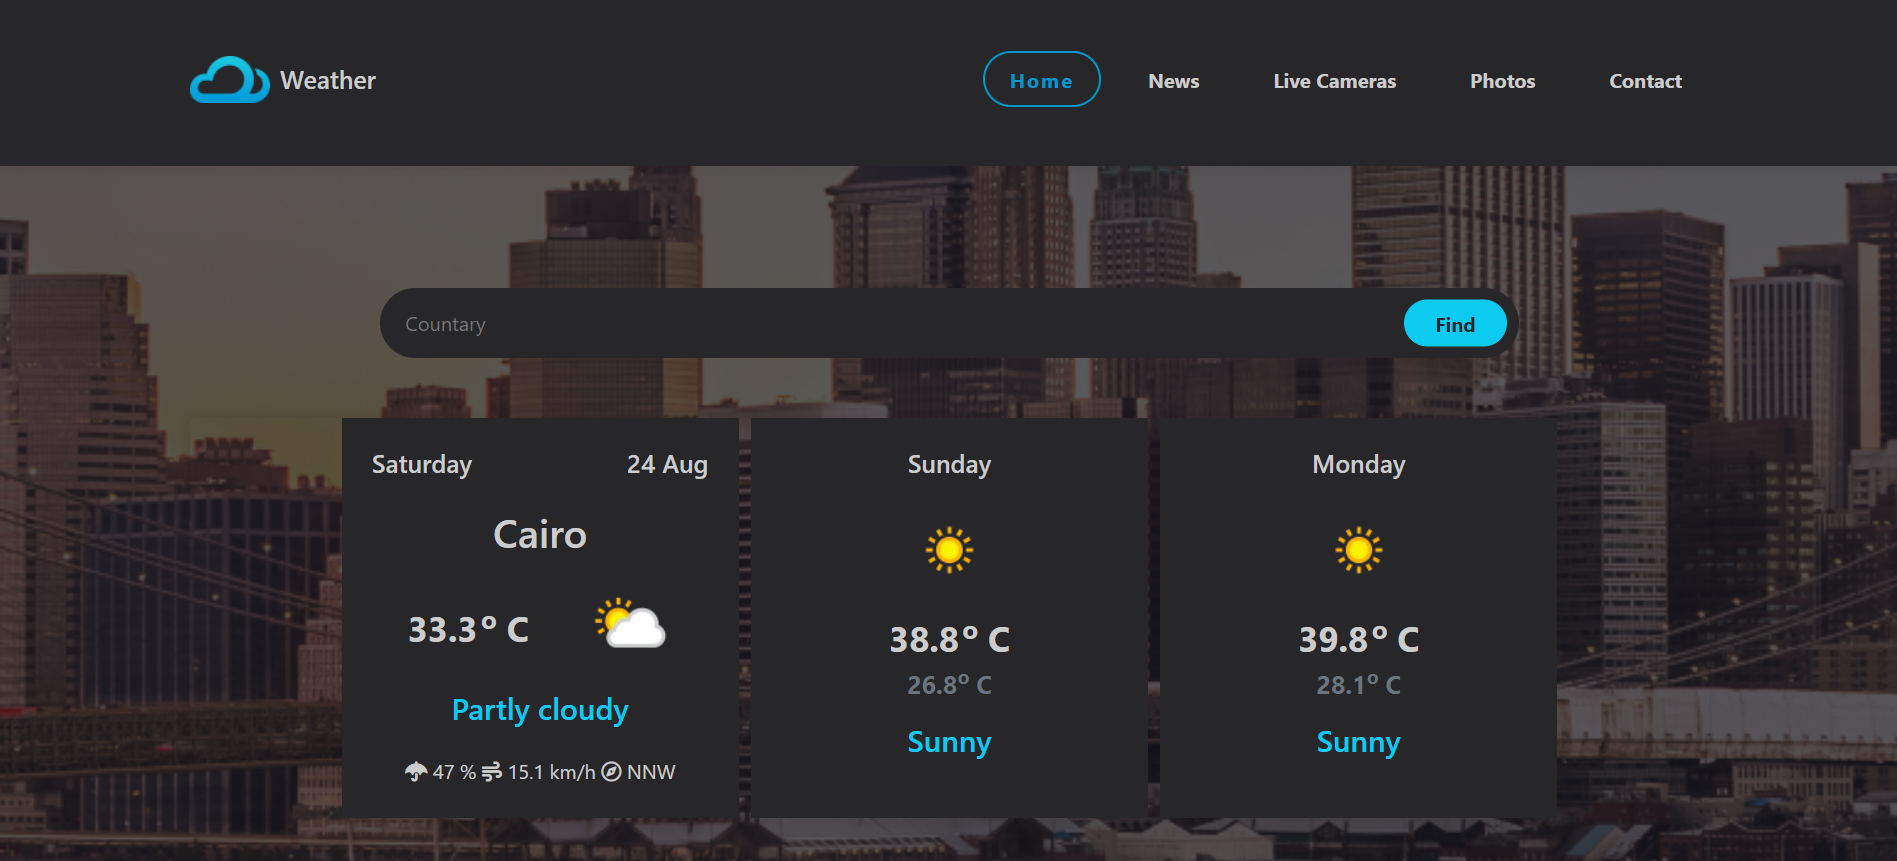 Weather
Home News Live Cameras Photos Contact
Countary Find
Saturday 24 Aug
Cairo
33.3° C
Partly cloudy
47 % 15.1 km/h NNW
Sunday
38.8° C
26.8° C
Sunny
Monday
39.8° C
28.1° C
Sunny